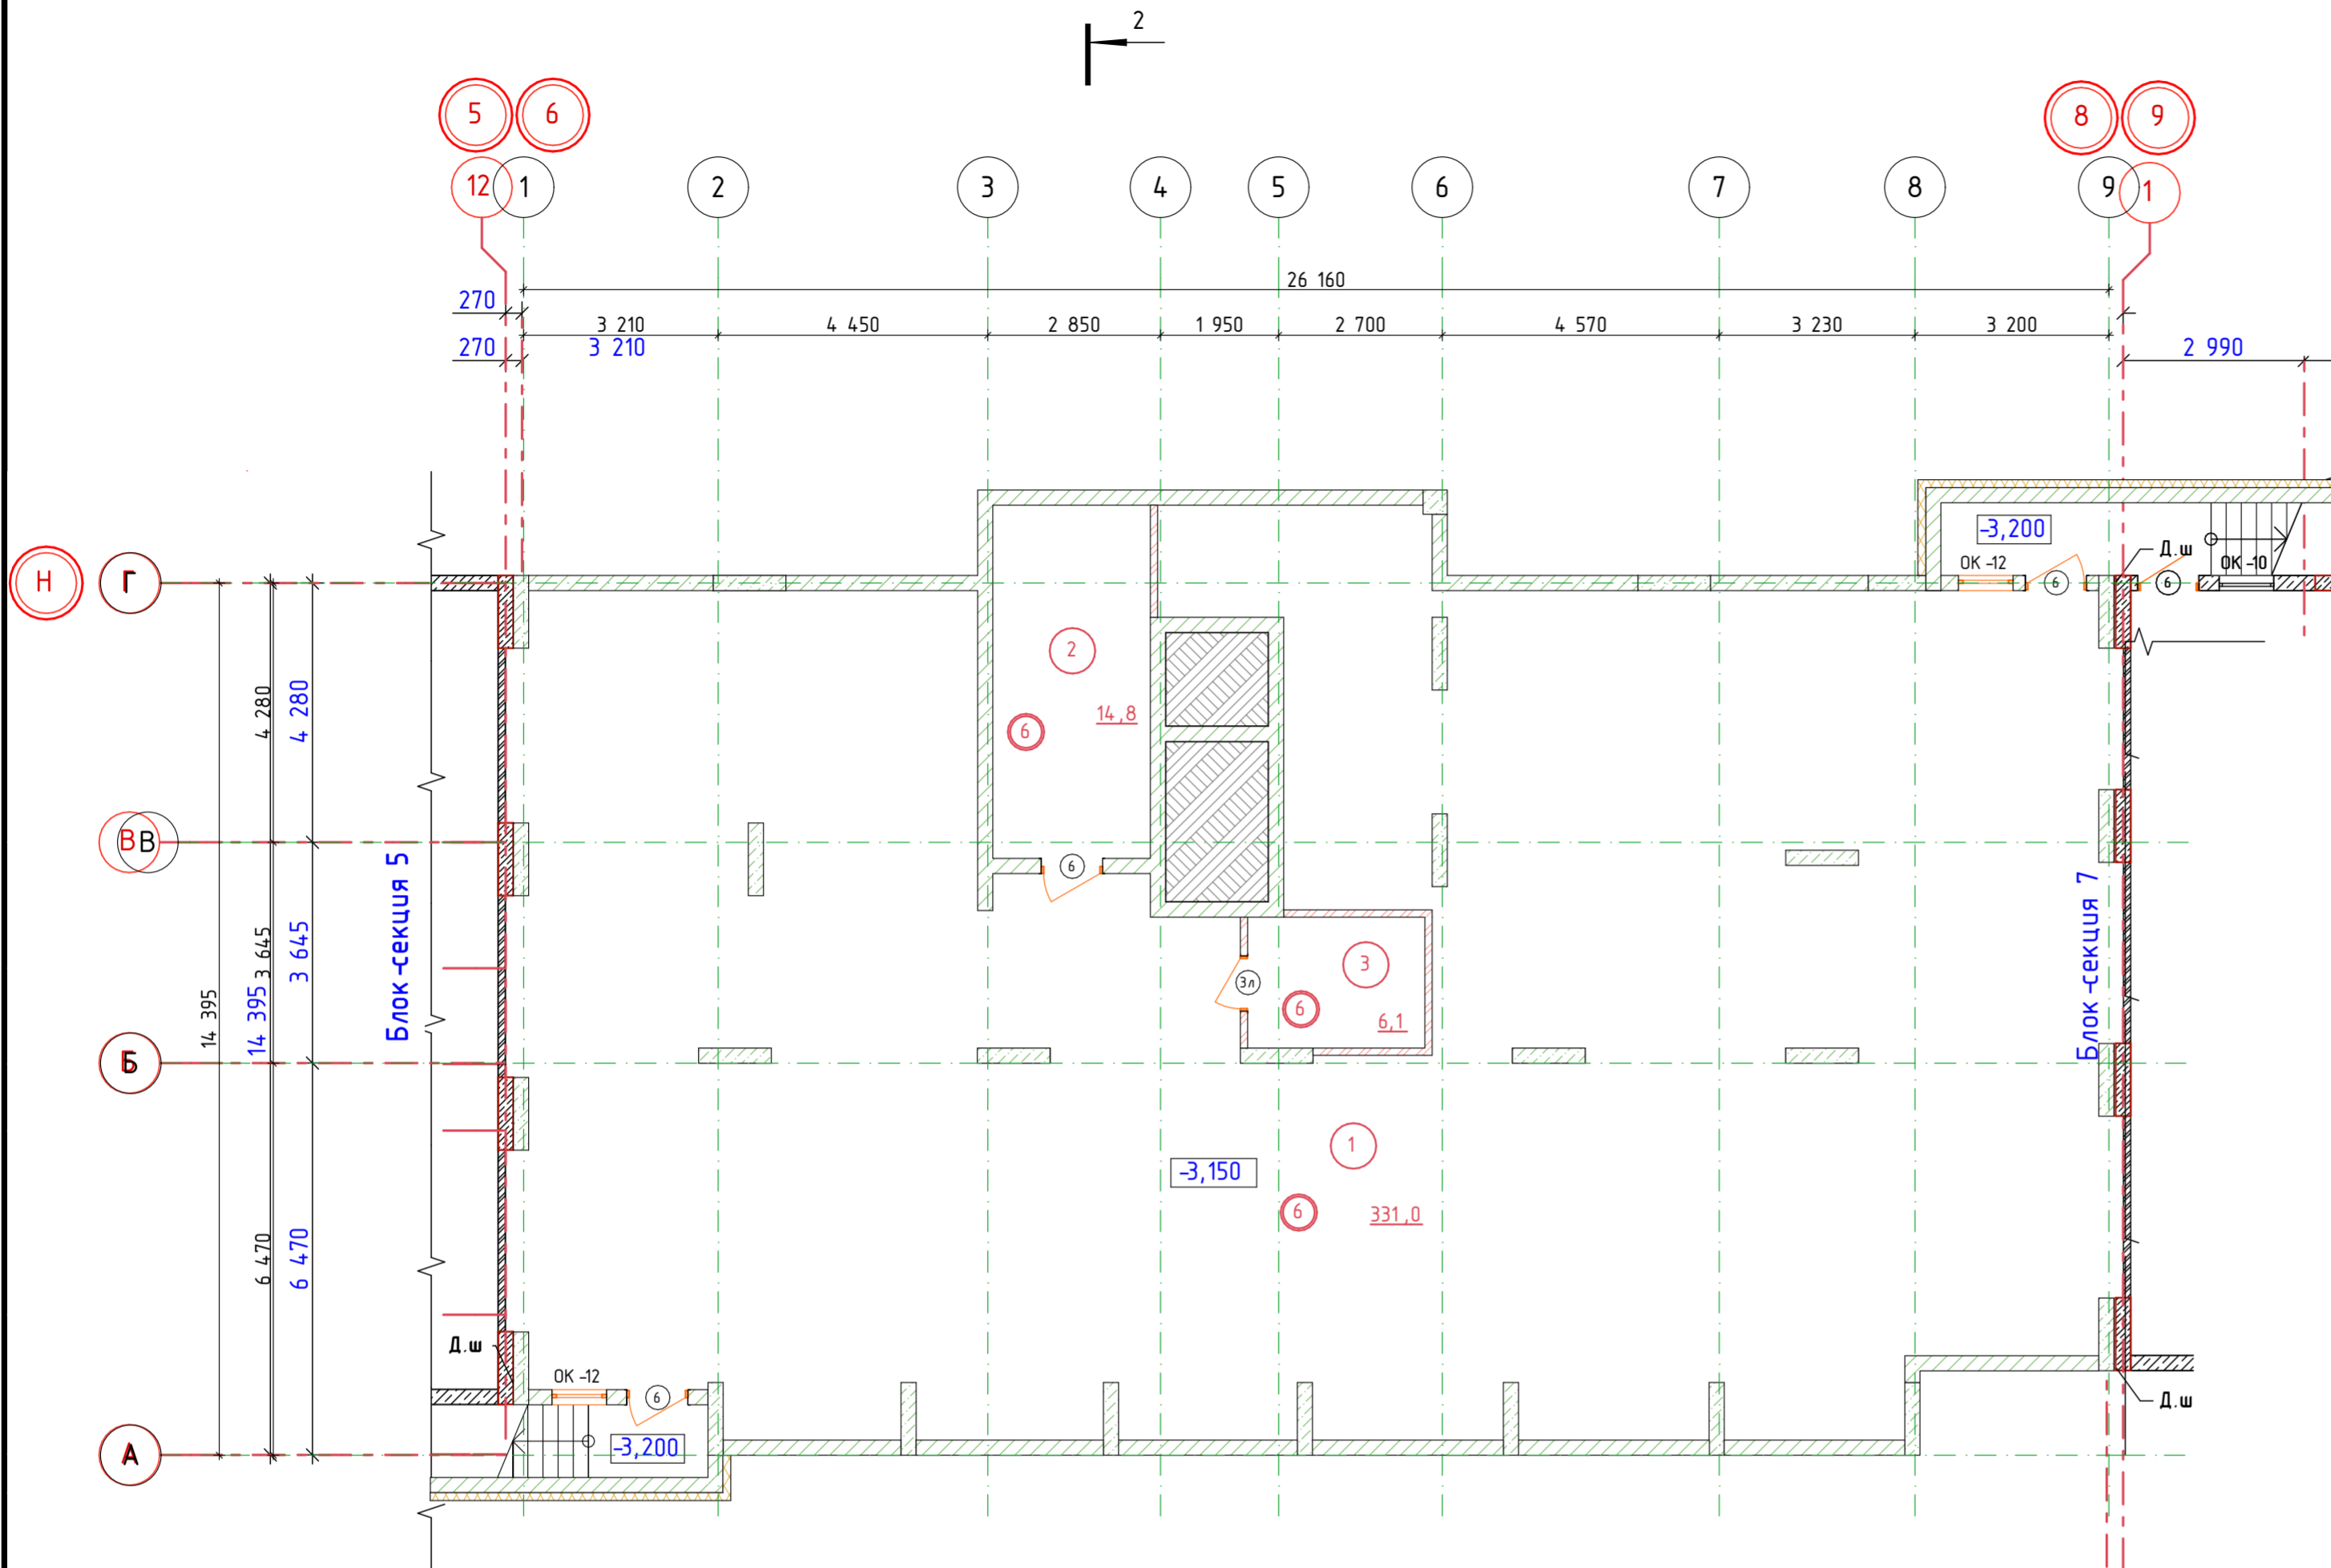 2
5 6 8 9
12 1 2 3 4 5 6 7 8 9 1
26 160
270
3 210 4 450 2 850 1 950 2 700 4 570 3 230 3 200
270 3 210 2 990
-3,200
Д.ш
ОК -12 ОК -10
Н Г 6 6
2
14,8
6
4 280 4 280
В В
6
Блок-секция 5
Блок-секция 7
3 645 3 645
3
3л
6
6,1
14 395 14 395
Б
1
-3,150
6
331,0
6 470 6 470
Д.ш
ОК -12
6
Д.ш
-3,200
А